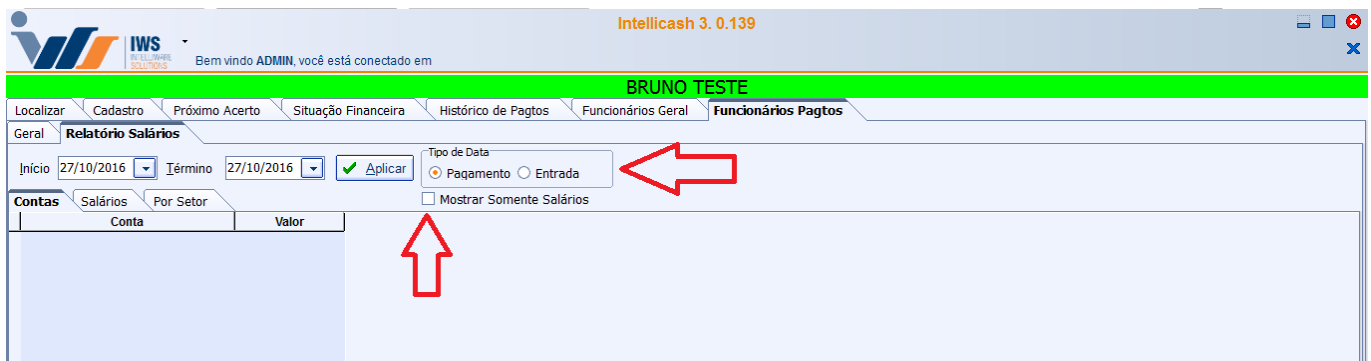 Intellicash 3. 0.139
IWS
INTELLIWARE
SOLUTIONS
Bem vindo ADMIN, você está conectado em
BRUNO TESTE
Localizar Cadastro Próximo Acerto Situação Financeira Histórico de Pagtos Funcionários Geral Funcionários Pagtos
Geral Relatório Salários
Tipo de Data
Início 27/10/2016 Término 27/10/2016 Aplicar Pagamento Entrada
Contas Salários Por Setor Mostrar Somente Salários
Conta Valor